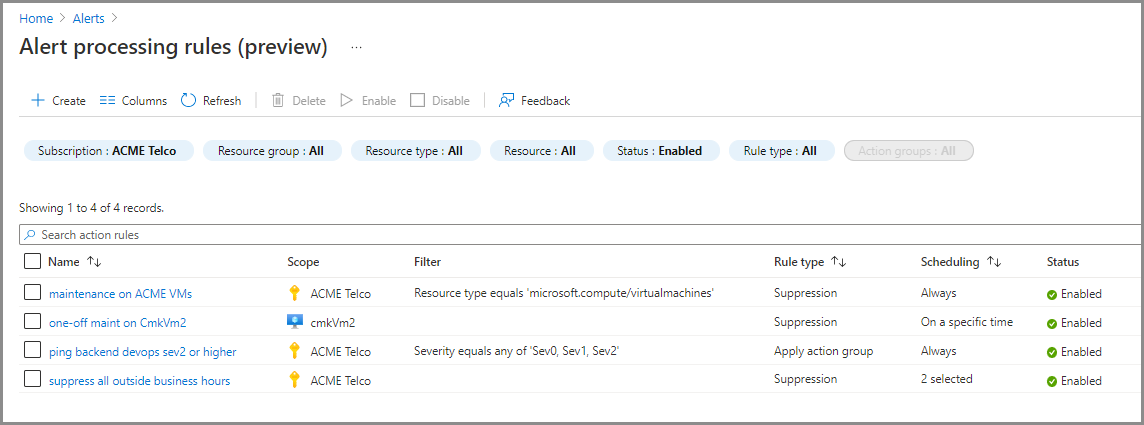 Home > Alerts >
Alert processing rules (preview) ...
Create Columns Refresh Delete Enable Disable Feedback
Subscription : ACME Telco Resource group : All Resource type : All Resource : All Status : Enabled Rule type : All Action groups : All
Showing 1 to 4 of 4 records.
Search action rules
Name Scope Filter Rule type Scheduling Status
maintenance on ACME VMs ACME Telco Resource type equals 'microsoft.compute/virtualmachines' Suppression Always Enabled
one-off maint on CmkVm2 cmkVm2 Suppression On a specific time Enabled
ping backend devops sev2 or higher ACME Telco Severity equals any of 'Sev0, Sev1, Sev2' Apply action group Always Enabled
suppress all outside business hours ACME Telco Suppression 2 selected Enabled